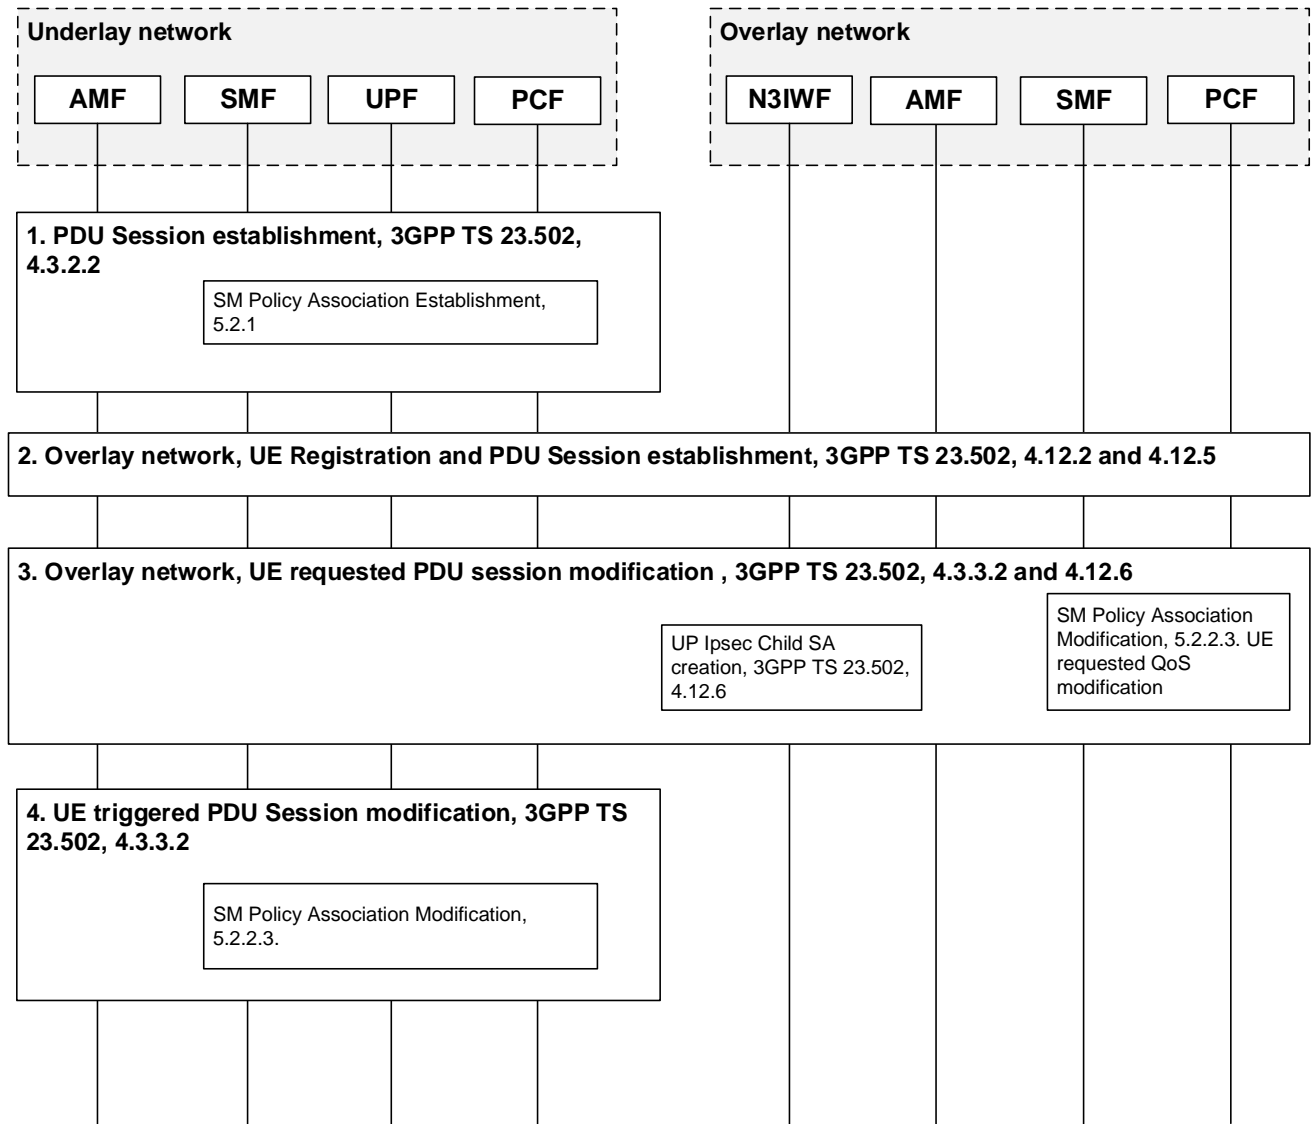 Underlay network
Overlay network
AMF
SMF
UPF
PCF
N3IWF
AMF
SMF
PCF
1. PDU Session establishment, 3GPP TS 23.502,
4.3.2.2
SM Policy Association Establishment,
5.2.1
2. Overlay network, UE Registration and PDU Session establishment, 3GPP TS 23.502, 4.12.2 and 4.12.5
3. Overlay network, UE requested PDU session modification , 3GPP TS 23.502, 4.3.3.2 and 4.12.6
UP Ipsec Child SA
creation, 3GPP TS 23.502,
4.12.6
SM Policy Association
Modification, 5.2.2.3. UE
requested QoS
modification
4. UE triggered PDU Session modification, 3GPP TS
23.502, 4.3.3.2
SM Policy Association Modification,
5.2.2.3.